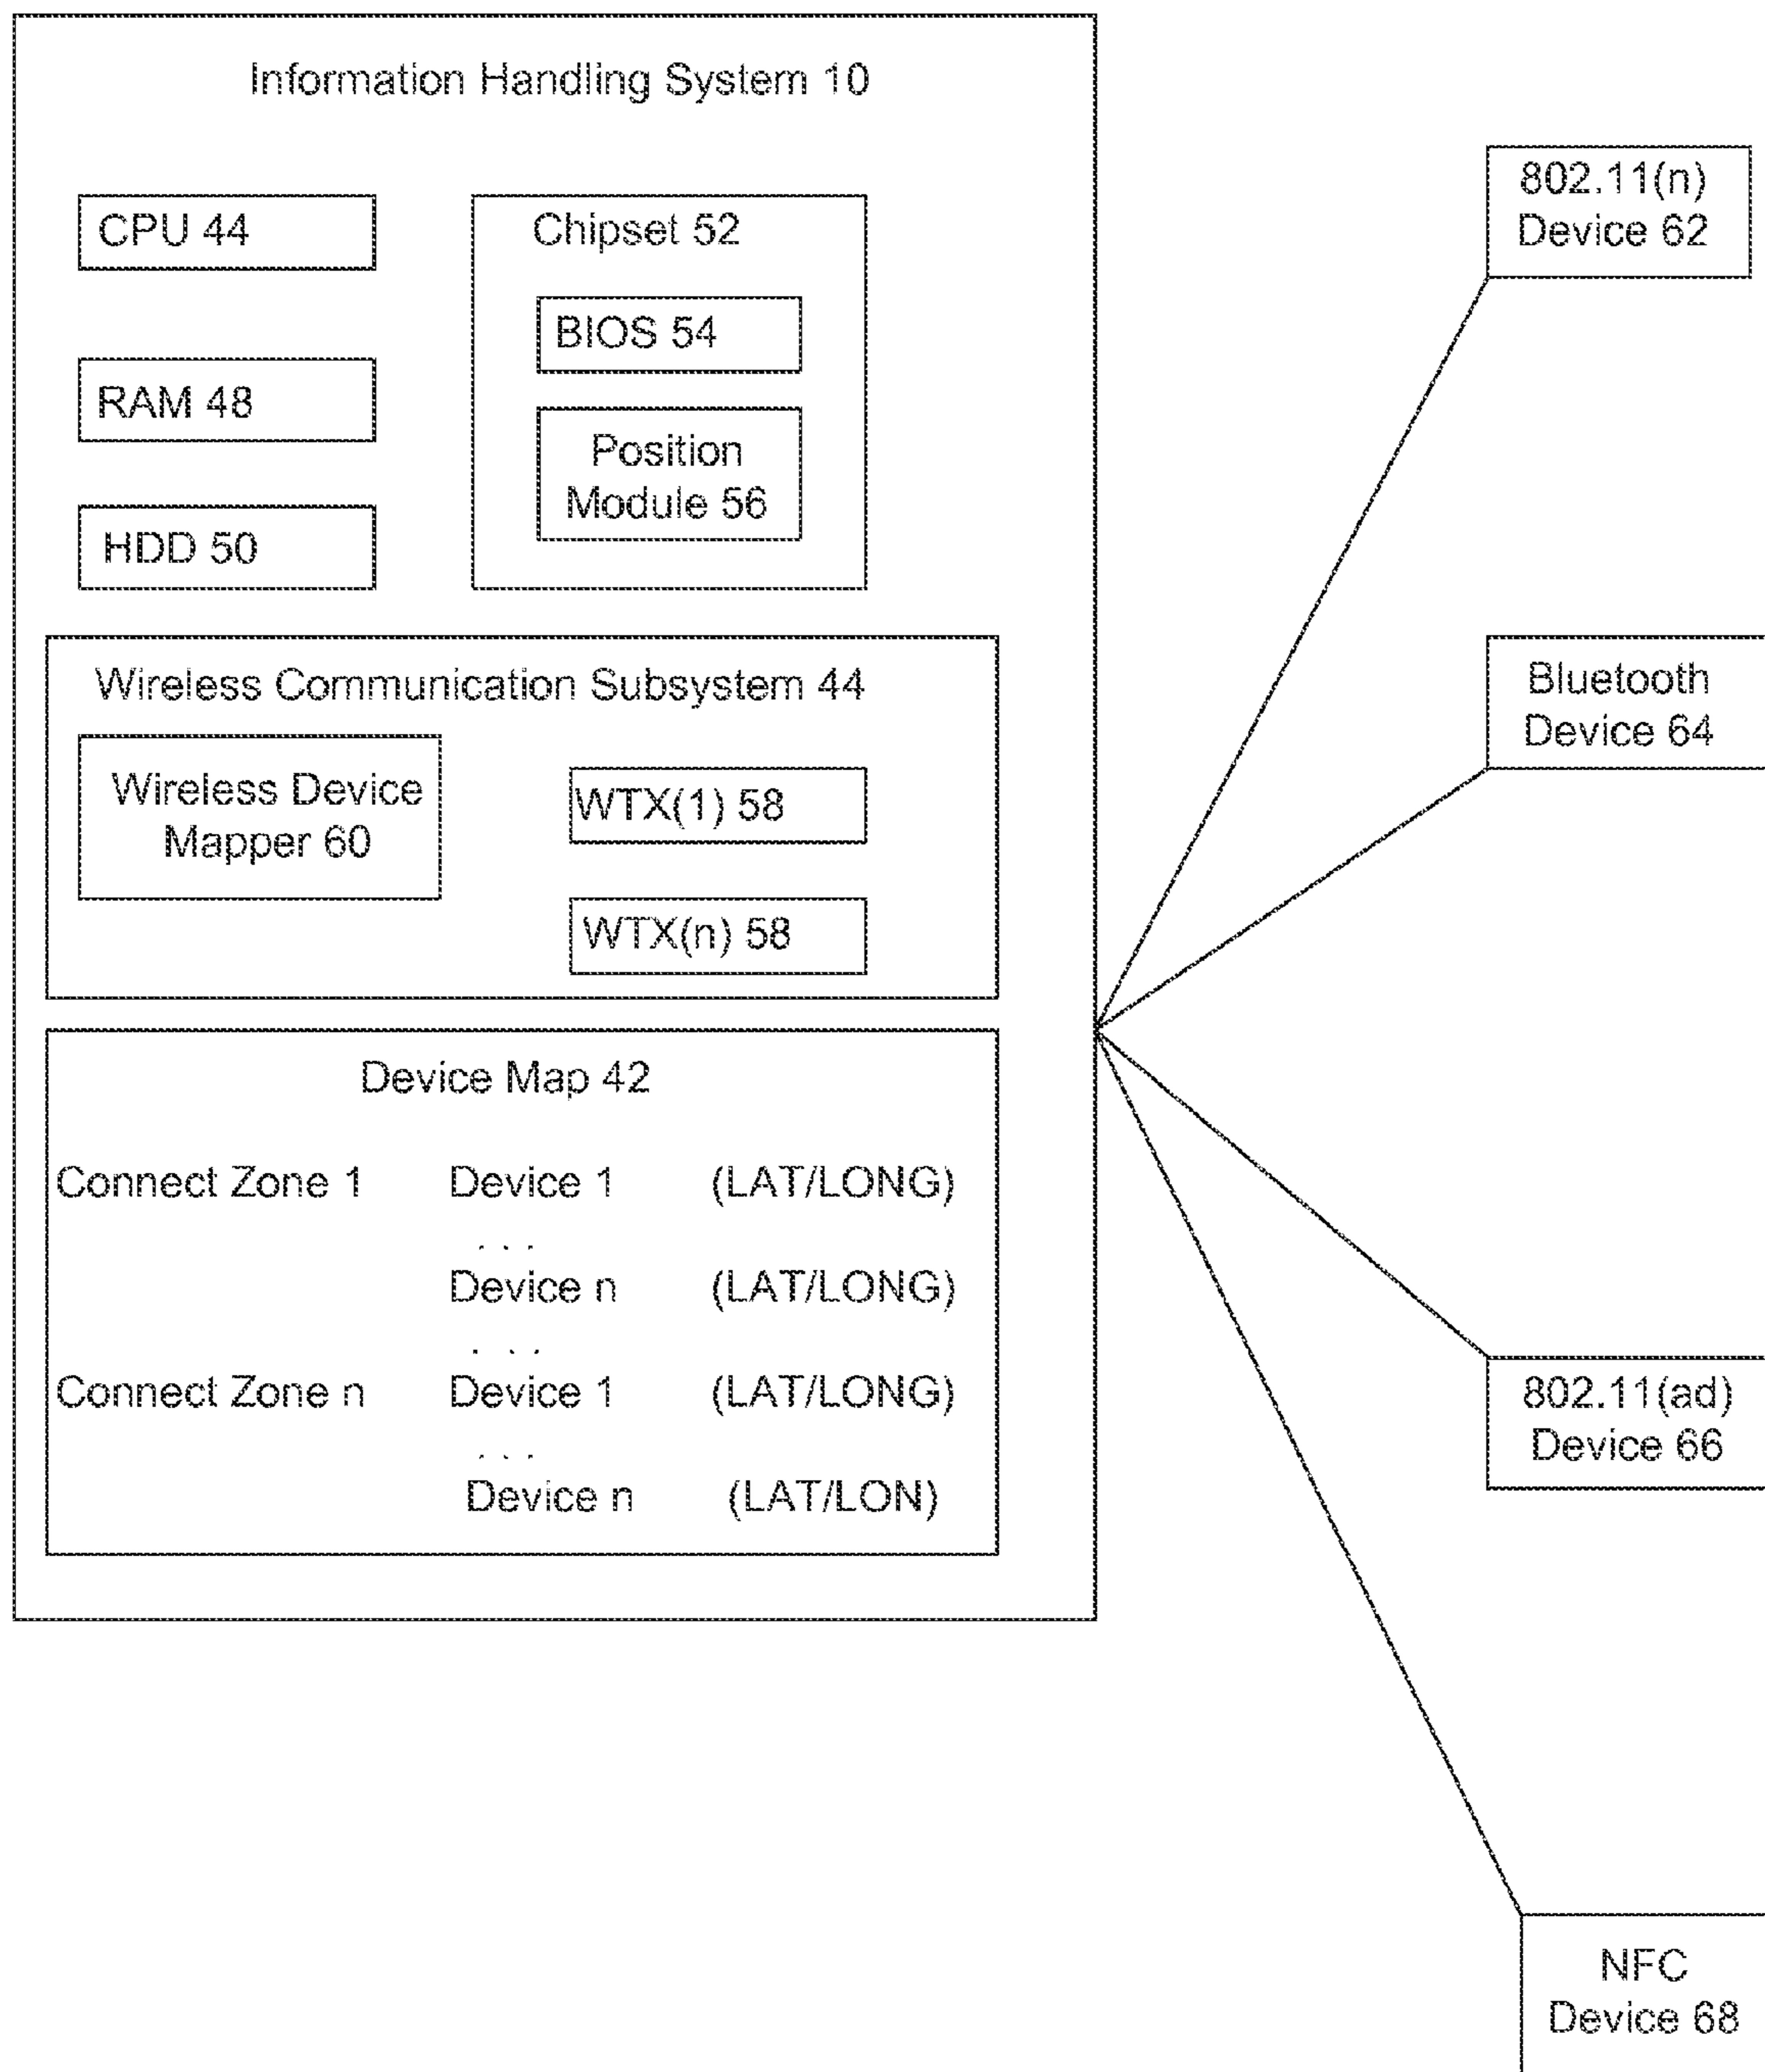 Information Handling System 10
CPU 44
RAM 48
HDD 50
Chipset 52
BIOS 54
Position
Module 56
Wireless Communication Subsystem 44
Wireless Device
Mapper 60
WTX(1) 58
WTX(n) 58
Device Map 42
Connect Zone 1 Device 1 (LAT/LONG)
. . .
Device n (LAT/LONG)
. . .
Connect Zone n Device 1 (LAT/LONG)
. . .
Device n (LAT/LON)
802.11(n)
Device 62
Bluetooth
Device 64
802.11(ad)
Device 66
NFC
Device 68